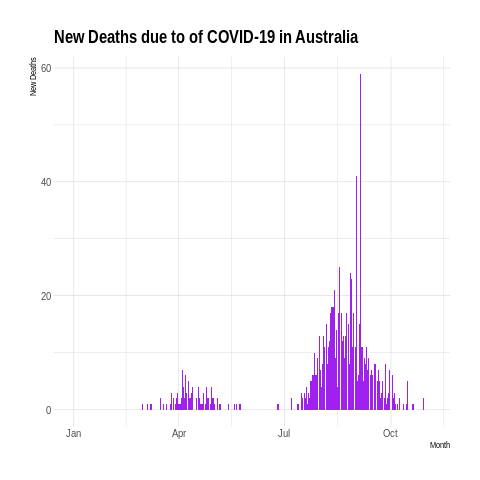 New Deaths due to of COVID-19 in Australia
New Deaths
60
40
20
0
Jan Apr Jul Oct
Month